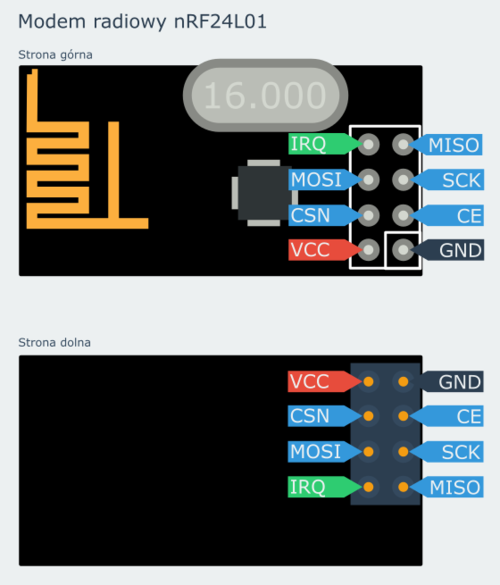 Modem radiowy nRF24L01
Strona górna
16.000
IRQ MISO
MOSI SCK
CSN CE
VCC GND
Strona dolna
VCC GND
CSN CE
MOSI SCK
IRQ MISO